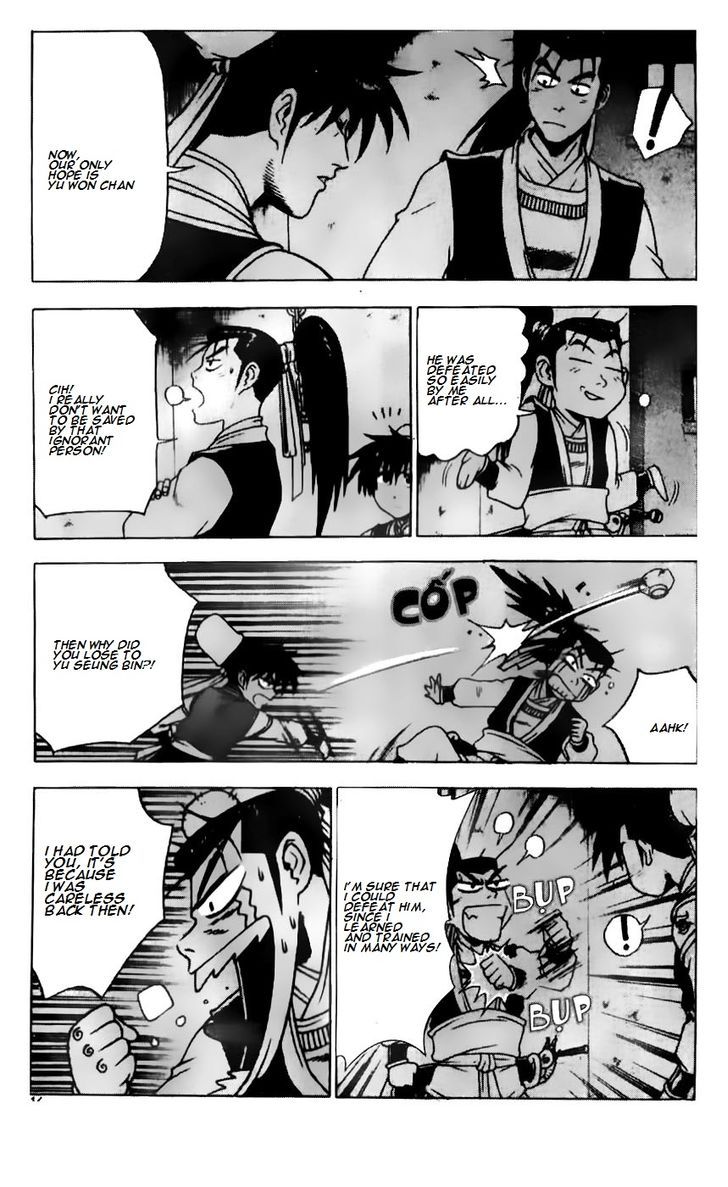 NOW,
OUR ONLY
HOPE IS
YU WON CHAN
!
CIH!
I REALLY
DON'T WANT
TO BE SAVED
BY THAT
IGNORANT
PERSON!
HE WAS
DEFEATED
SO EASILY
BY ME
AFTER ALL...
THEN WHY DID
YOU LOSE TO
YU SEUNG BIN?!
CỐP
AAHK!
I HAD TOLD
YOU, IT'S
BECAUSE
I WAS
CARELESS
BACK THEN!
I'M SURE THAT
I COULD
DEFEAT HIM,
SINCE I
LEARNED
AND TRAINED
IN MANY WAYS!
BỤP
!
BỤP